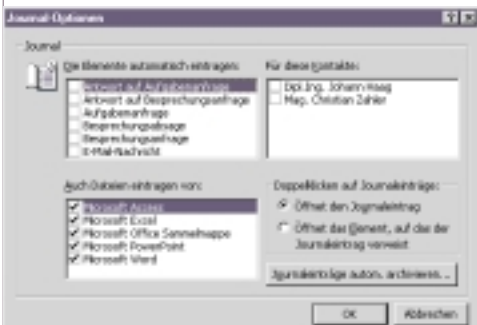 Journal-Optionen
Journal
Die Elemente automatisch eintragen:
Antwort auf Aufgabenanfrage
Antwort auf Besprechungsanfrage
Aufgabenanfrage
Besprechungsabsage
Besprechungsanfrage
E-Mail-Nachricht
Für diese Kontakte:
Dipl.Ing. Johann Haag
Mag. Christian Zahler
Auch Dateien eintragen von:
Microsoft Access
Microsoft Excel
Microsoft Office Sammelmappe
Microsoft PowerPoint
Microsoft Word
Doppelklicken auf Journaleinträge:
Öffnet den Journaleintrag
Öffnet das Element, auf das der
Journaleintrag verweist
Journaleinträge autom. archivieren...
OK
Abbrechen